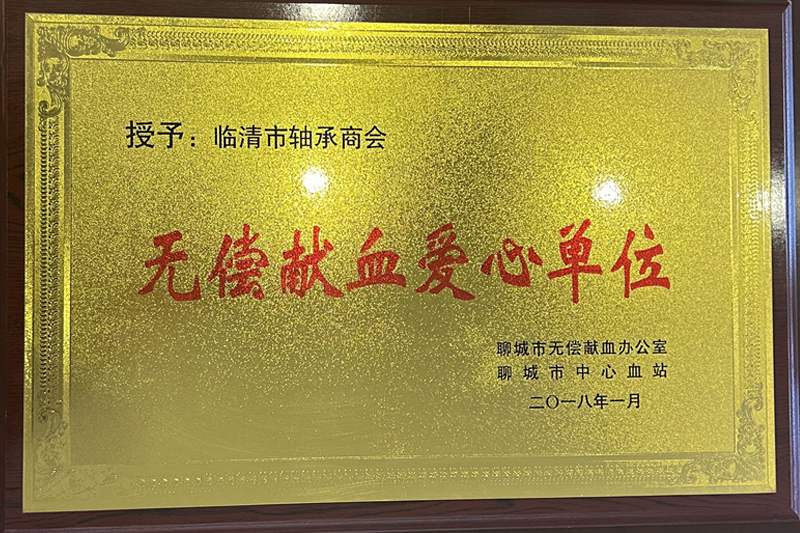 授予：临清市轴承商会
无偿献血爱心单位
聊城市无偿献血办公室
聊城市中心血站
二〇一八年一月